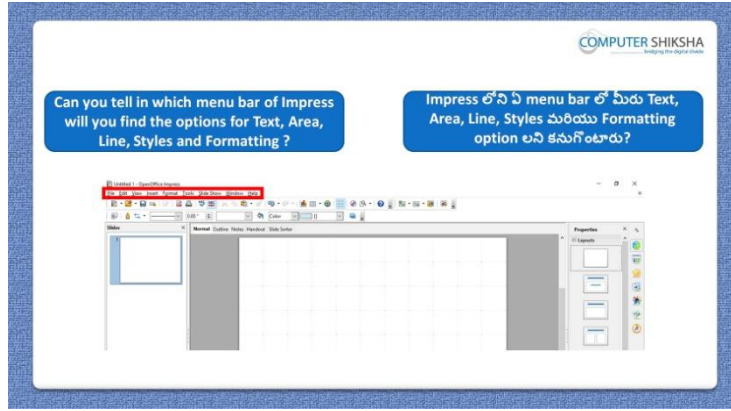 COMPUTER SHIKSHA
bridging the digital divide
Can you tell in which menu bar of Impress
will you find the options for Text, Area,
Line, Styles and Formatting ?
Impress లోని ఏ menu bar లో మీరు Text,
Area, Line, Styles మరియు Formatting
option లని కనుగొంటారు?
Untitled 1 - OpenOffice Impress
File Edit View Insert Format Tools Slide Show Window Help
Color
Slides
Normal Outline Notes Handout Slide Sorter
Properties
Layouts
1